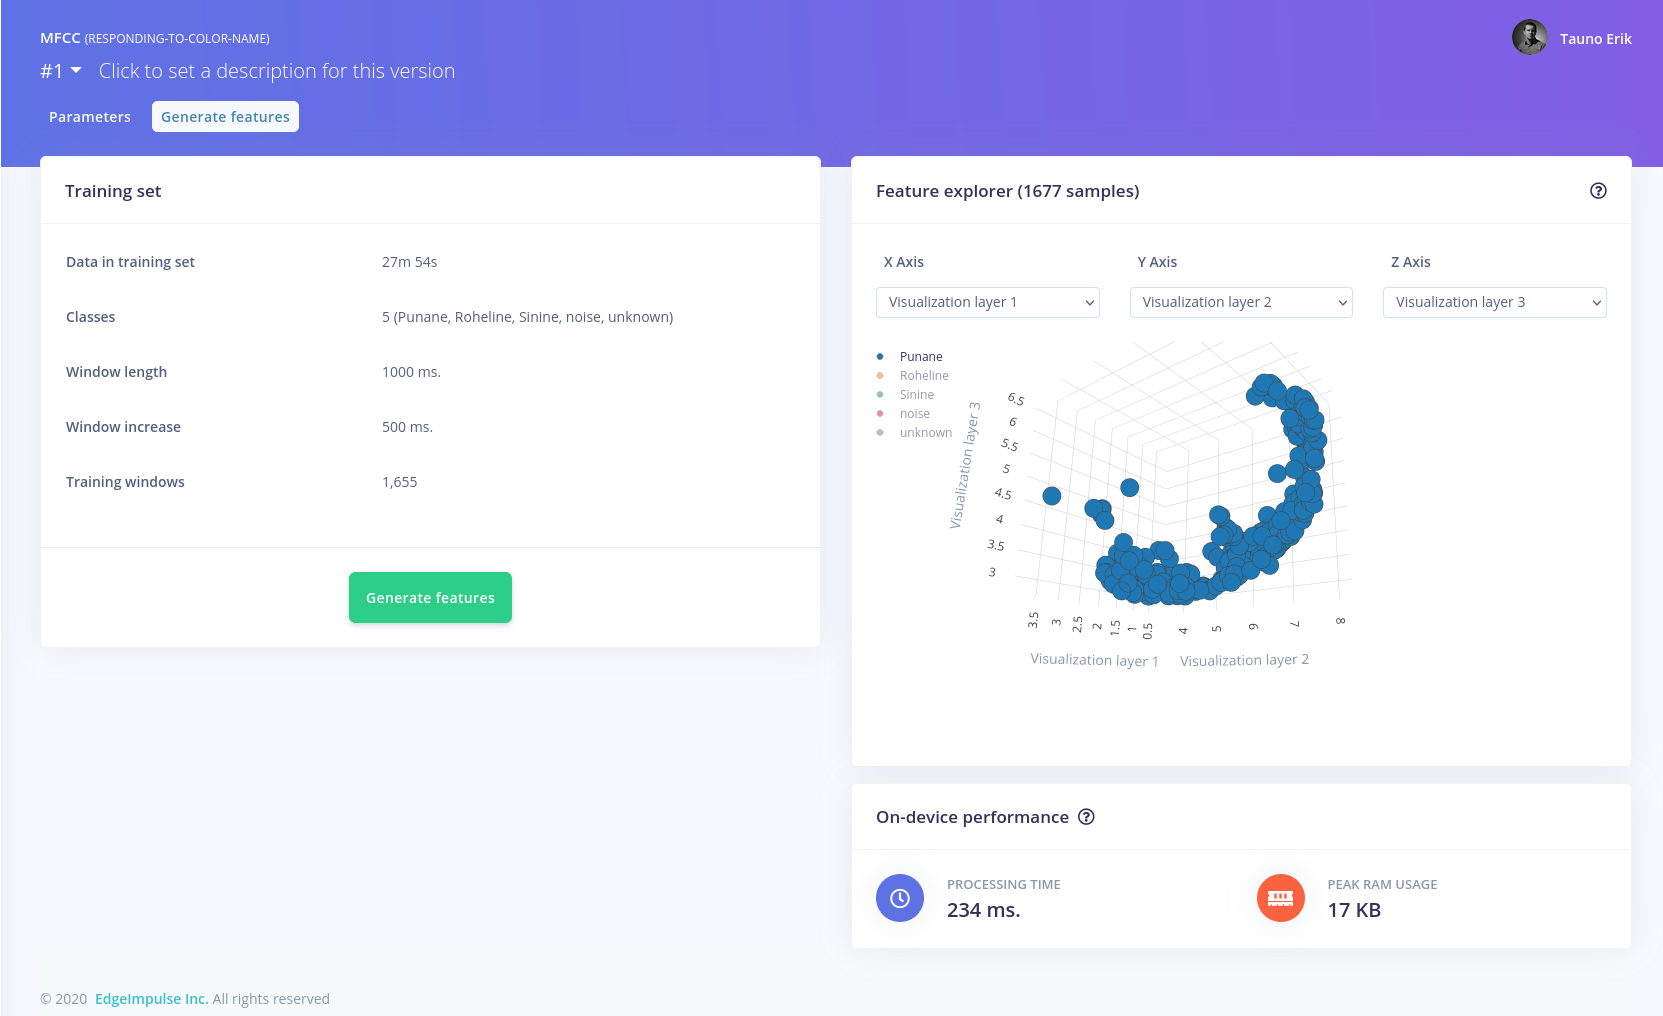 MFCC (RESPONDING-TO-COLOR-NAME)
Tauno Erik
#1 Click to set a description for this version
Parameters Generate features
Training set
Data in training set 27m 54s
Classes 5 (Punane, Roheline, Sinine, noise, unknown)
Window length 1000 ms.
Window increase 500 ms.
Training windows 1,655
Generate features
Feature explorer (1677 samples)
X Axis Y Axis Z Axis
Visualization layer 1 Visualization layer 2 Visualization layer 3
Punane
Roheline
Sinine
noise
unknown
Visualization layer 3
6.5
6
5.5
5
4.5
4
3.5
3
3.5 3 2.5 2 1.5 1 0.5 4 5 6 7 8
Visualization layer 1 Visualization layer 2
On-device performance
PROCESSING TIME
234 ms.
PEAK RAM USAGE
17 KB
© 2020 EdgeImpulse Inc. All rights reserved